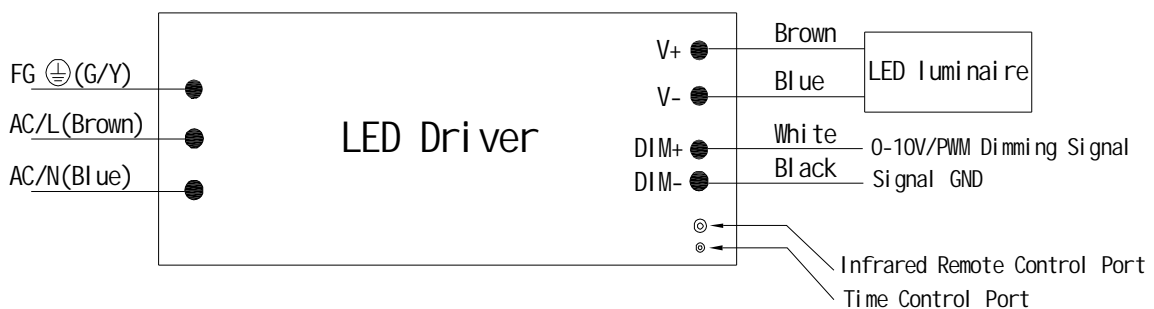 FG (G/Y)
AC/L(Brown)
AC/N(Blue)
LED Driver
V+
V-
DIM+
DIM-
Brown
Blue
White
Black
LED luminaire
0-10V/PWM Dimming Signal
Signal GND
Infrared Remote Control Port
Time Control Port